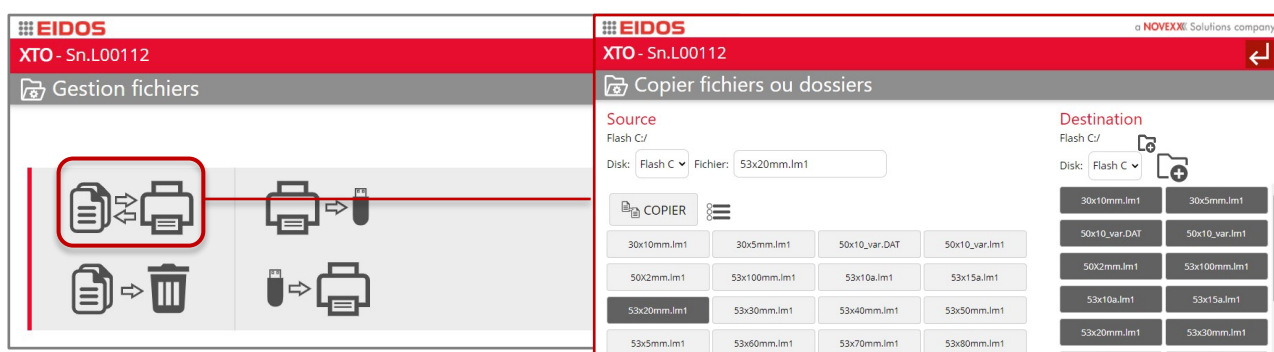 EIDOS
XTO - Sn.L00112
Gestion fichiers
EIDOS
a NOVEXX Solutions company
XTO - Sn.L00112
Copier fichiers ou dossiers
Source
Flash C:/
Disk: Flash C Fichier: 53x20mm.lm1
COPIER
30x10mm.lm1 30x5mm.lm1 50x10_var.DAT 50x10_var.lm1
50X2mm.lm1 53x100mm.lm1 53x10a.lm1 53x15a.lm1
53x20mm.lm1 53x30mm.lm1 53x40mm.lm1 53x50mm.lm1
53x5mm.lm1 53x60mm.lm1 53x70mm.lm1 53x80mm.lm1
Destination
Flash C:/
Disk: Flash C
30x10mm.lm1 30x5mm.lm1
50x10_var.DAT 50x10_var.lm1
50X2mm.lm1 53x100mm.lm1
53x10a.lm1 53x15a.lm1
53x20mm.lm1 53x30mm.lm1